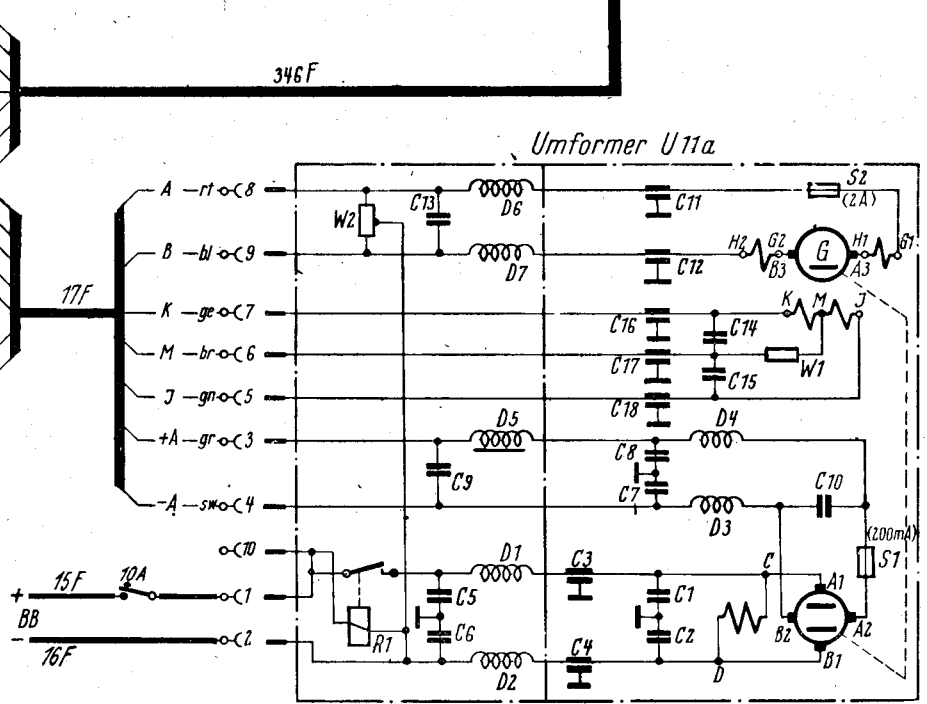 346F
Umformer U11a
A rt 8
W2
C13
D6
C11
S2
(2A)
B bl 9
D7
C12
H2
G2
B3
G
H1
A3
G1
17F
K ge 7
C16
C14
K
M
J
M br 6
C17
C15
W1
J gn 5
C18
+A gr 3
D5
C8
D4
C9
C7
C10
-A sw 4
D3
(200mA)
S1
10
D1
C3
C
+
15F
10A
1
C5
C1
A1
BB
R1
C6
C2
B2
A2
-
16F
2
D2
C4
D
B1